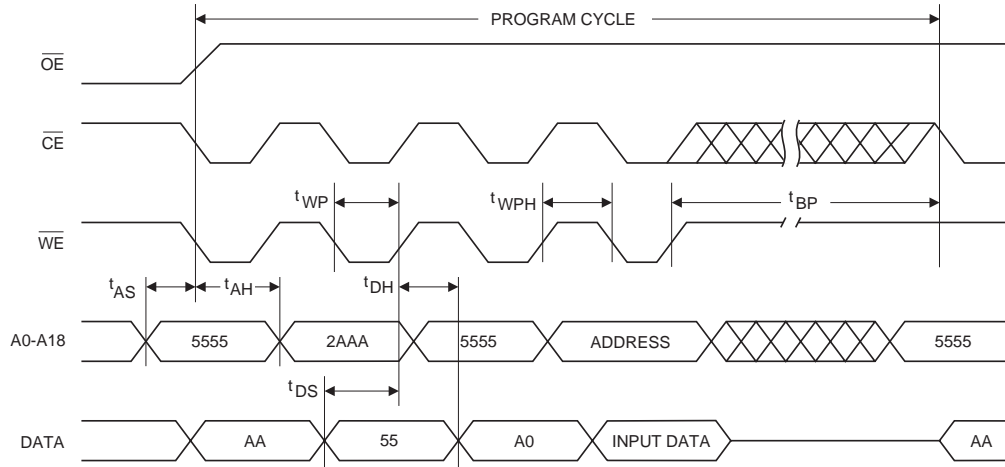 PROGRAM CYCLE
OE
CE
tWP
tWPH
tBP
WE
tAS
tAH
tDH
A0-A18
5555
2AAA
5555
ADDRESS
5555
tDS
DATA
AA
55
A0
INPUT DATA
AA